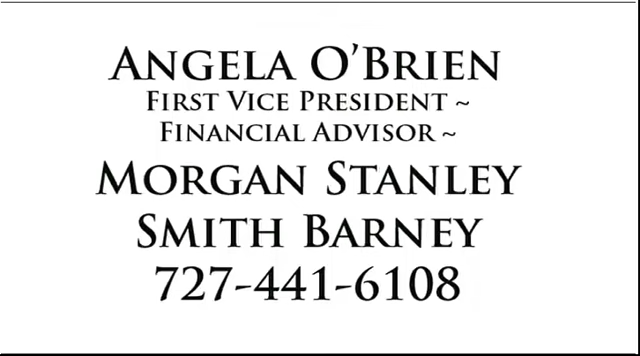 Angela O’Brien
First Vice President ~
Financial Advisor ~
Morgan Stanley
Smith Barney
727-441-6108